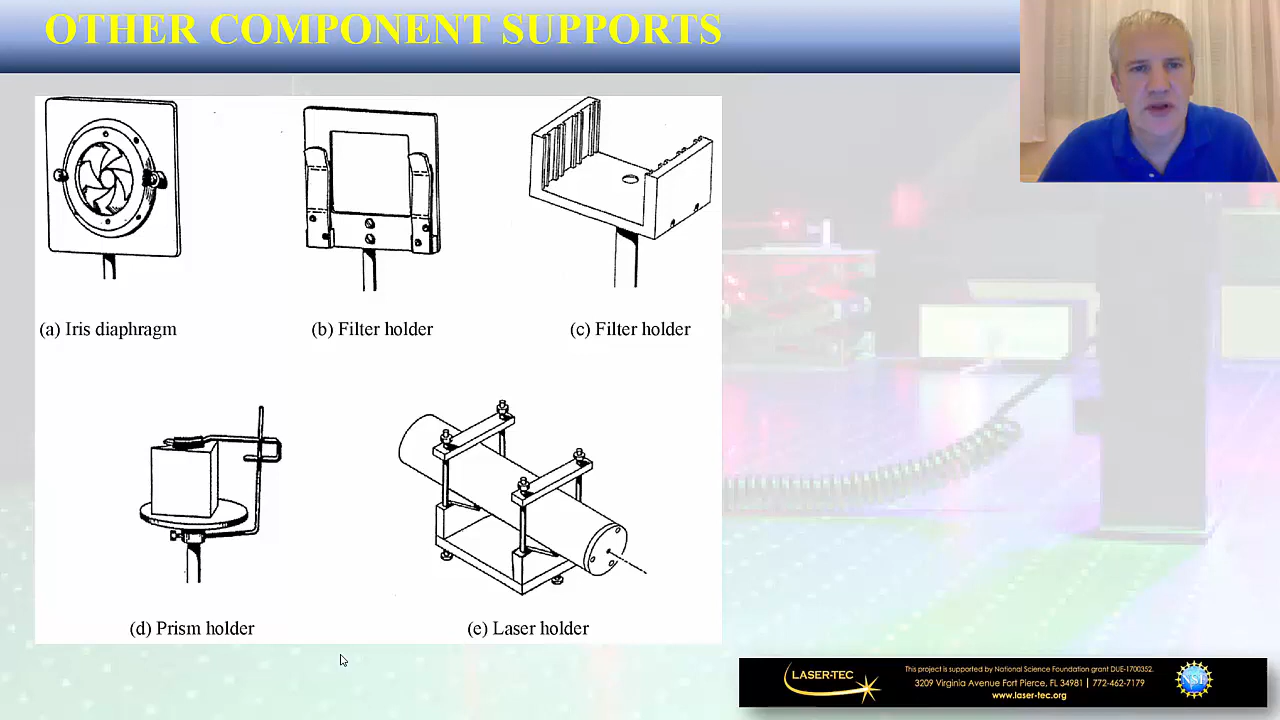 OTHER COMPONENT SUPPORTS
(a) Iris diaphragm
(b) Filter holder
(c) Filter holder
(d) Prism holder
(e) Laser holder
LASER-TEC
This project is supported by National Science Foundation grant DUE-1700352.
3209 Virginia Avenue Fort Pierce, FL 34981 | 772-462-7179
www.laser-tec.org
NSF